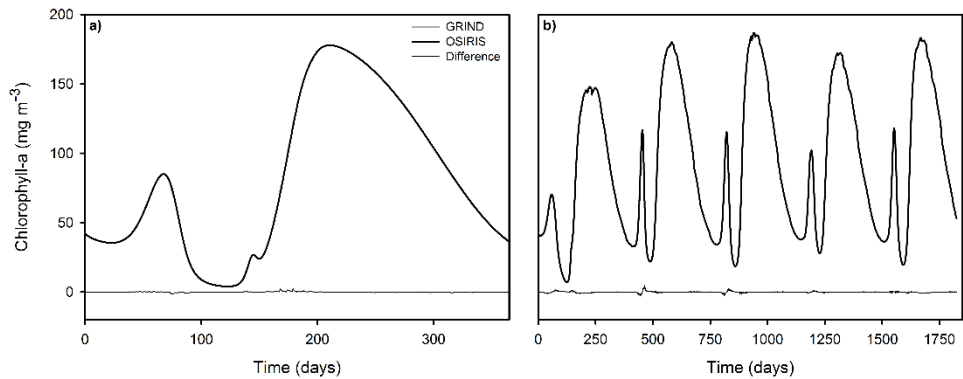 a)
GRIND
OSIRIS
Difference
b)
200
150
100
50
0
Chlorophyll-a (mg m⁻³)
0 100 200 300
0 250 500 750 1000 1250 1500 1750
Time (days)
Time (days)